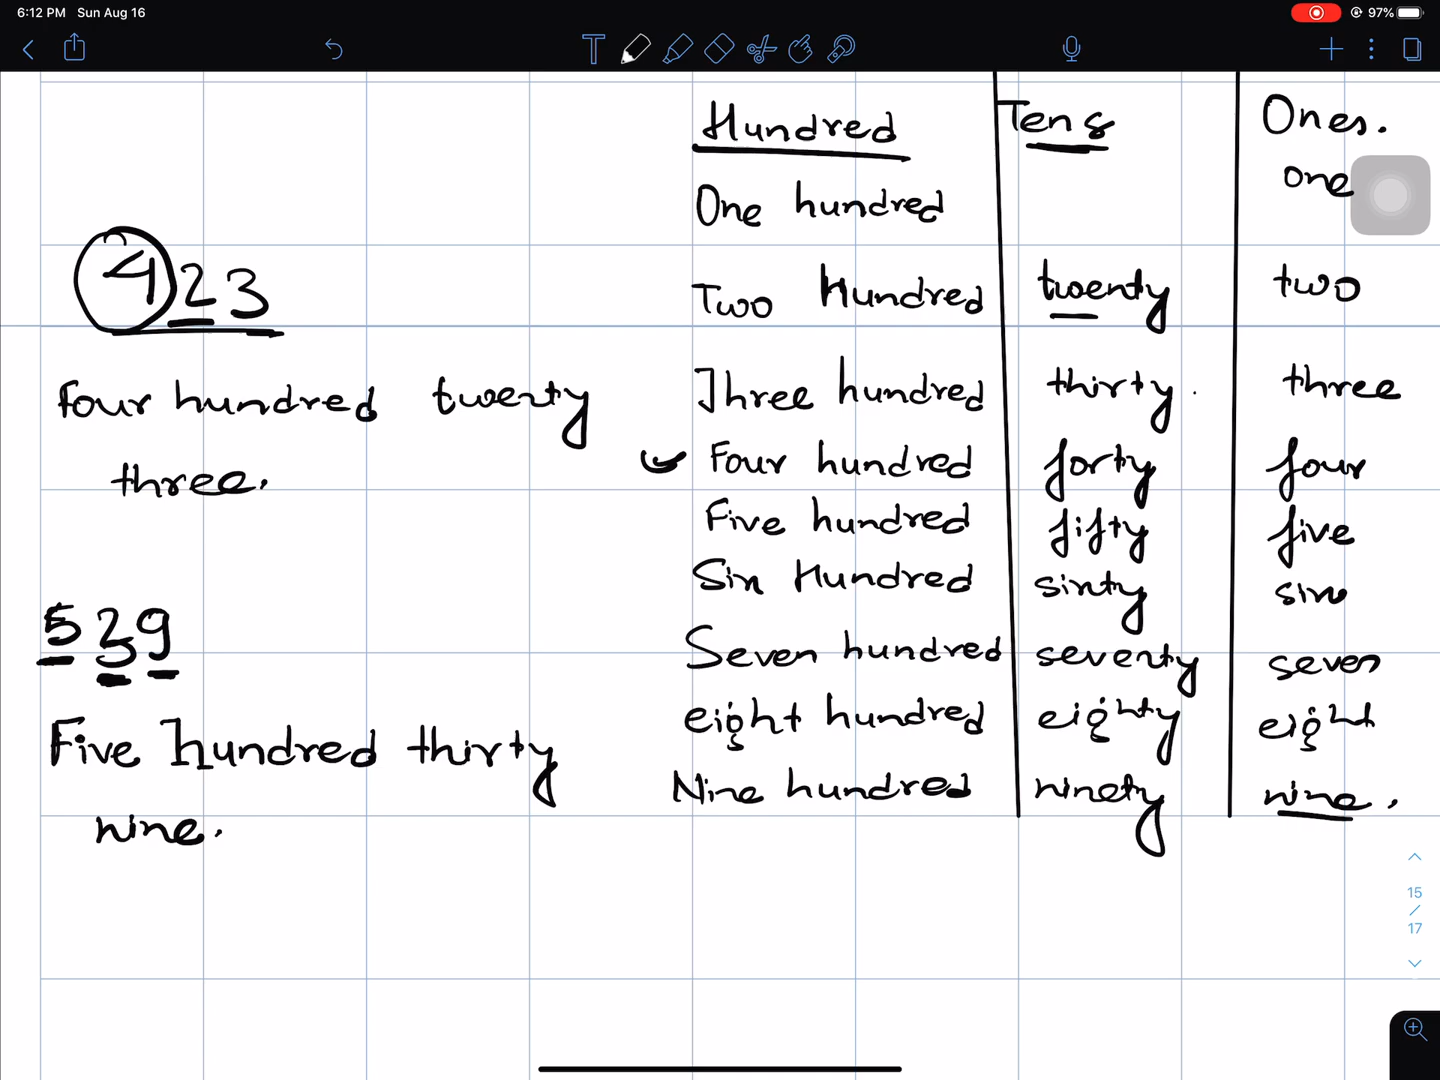 6:12 PM Sun Aug 16
97%
Hundred Tens Ones.
One hundred one
423
Two Hundred twenty two
Four hundred twenty
three.
Three hundred thirty. three
Four hundred forty four
Five hundred fifty five
Six Hundred sixty six
539
Five Hundred thirty
nine.
Seven hundred seventy seven
eight hundred eighty eight
Nine hundred ninety nine.
15
/
17